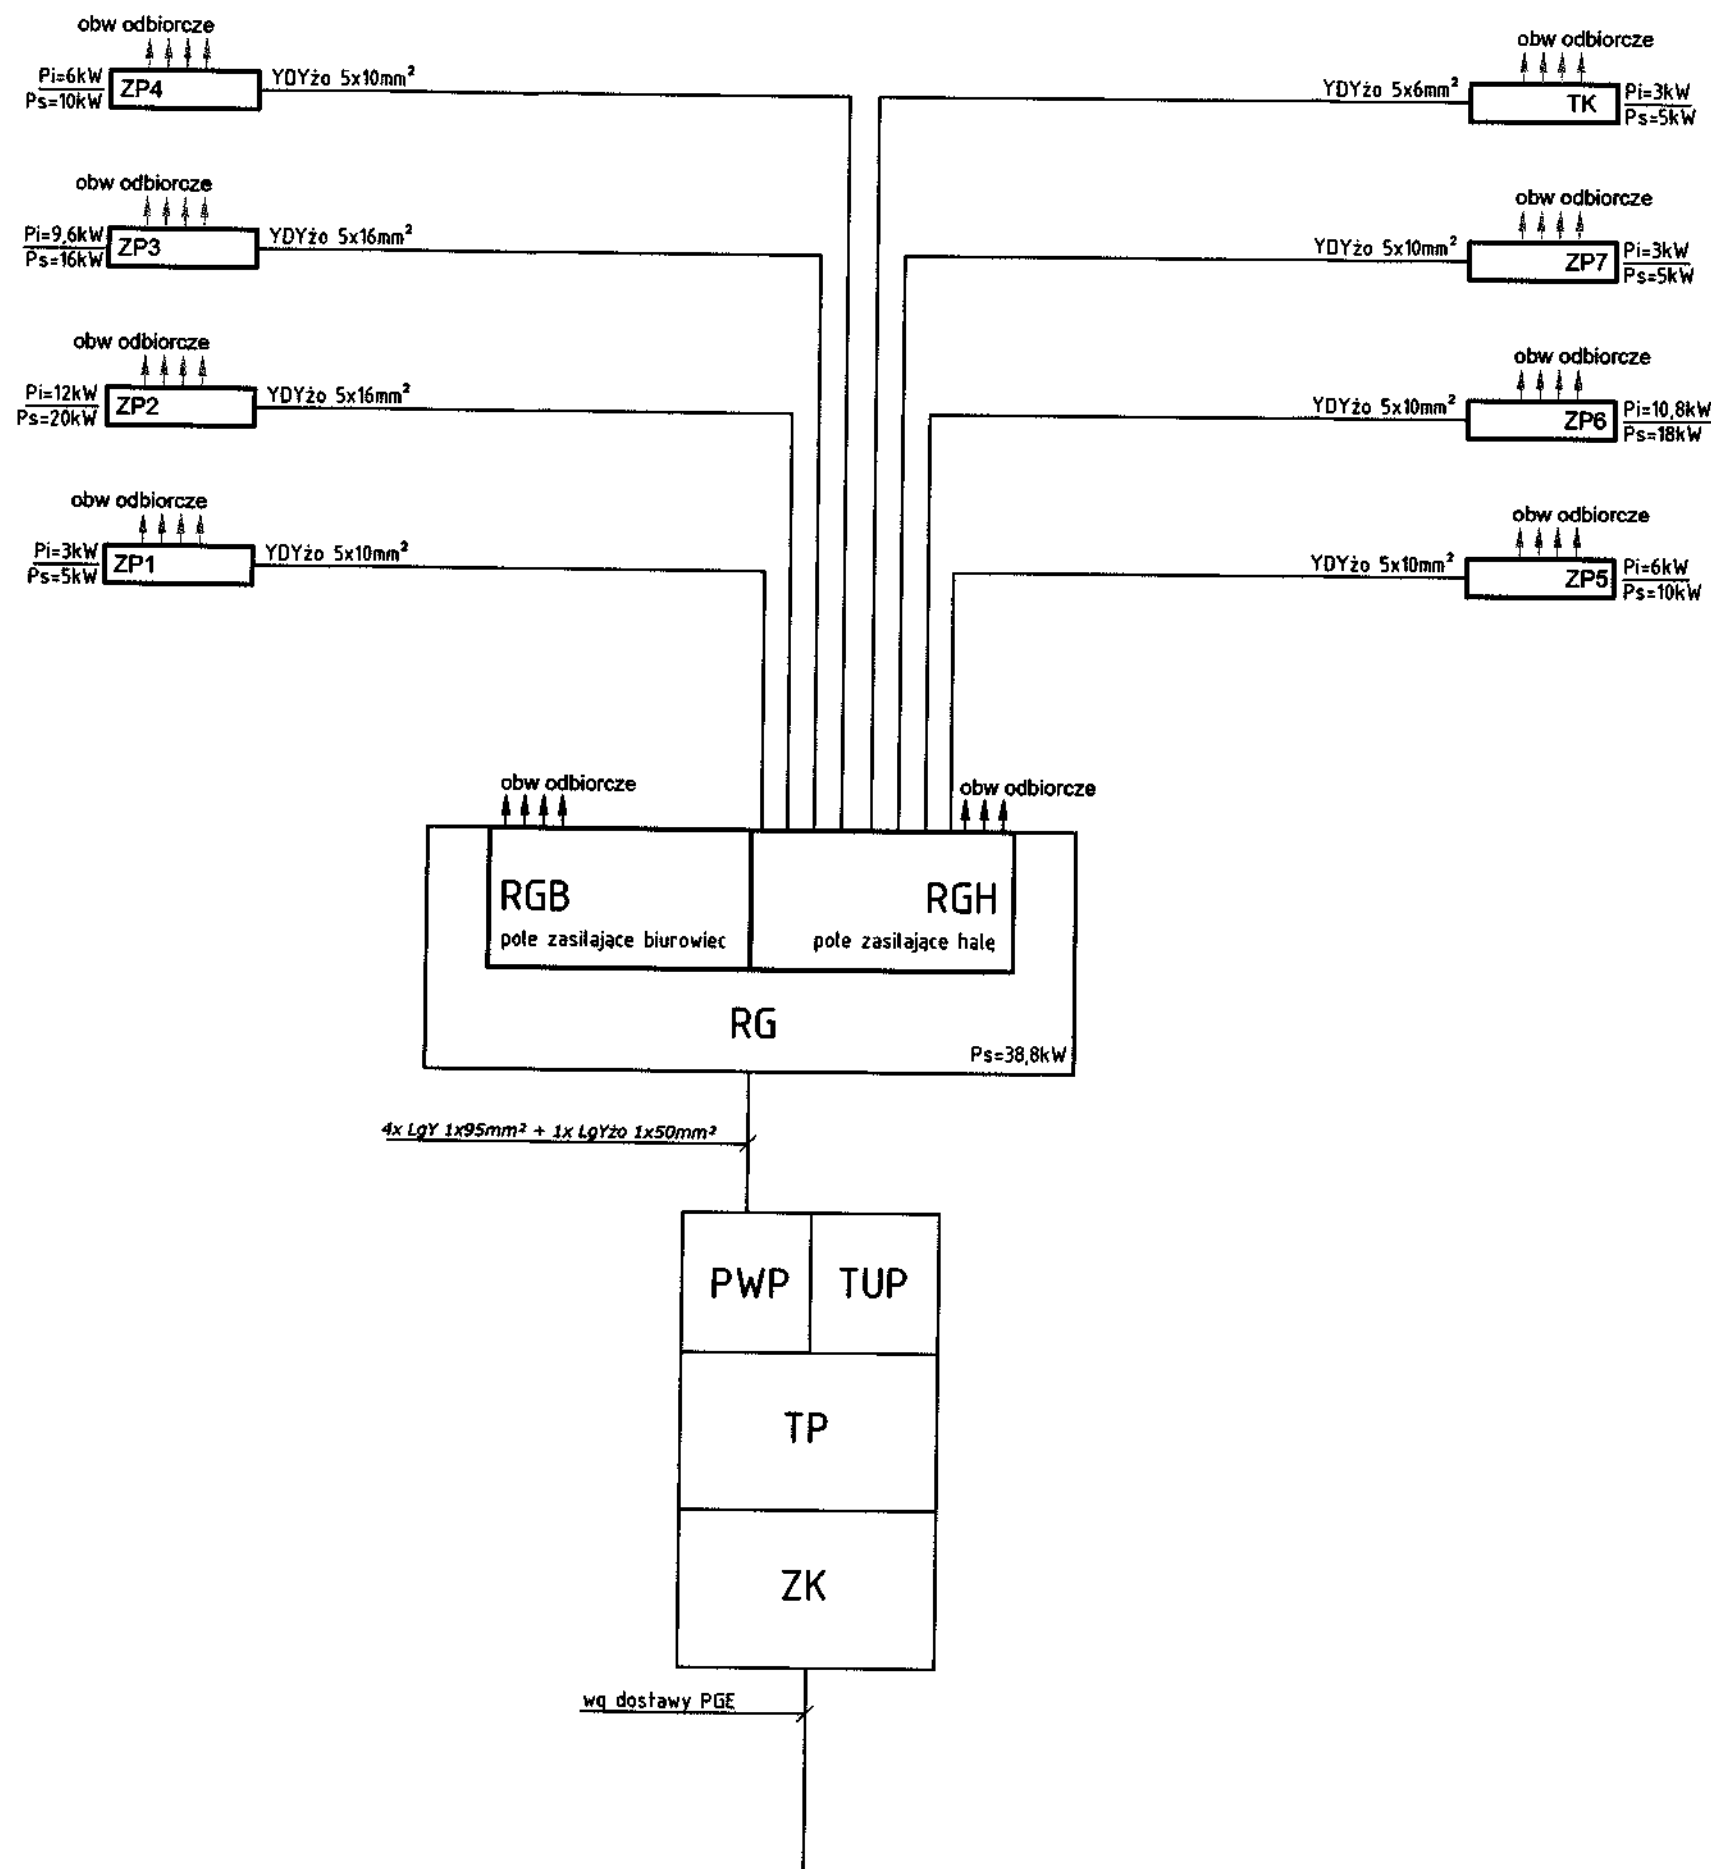 obw odbiorcze
Pi=6kW
Ps=10kW
ZP4
YDYżo 5x10mm²
obw odbiorcze
Pi=9,6kW
Ps=16kW
ZP3
YDYżo 5x16mm²
obw odbiorcze
Pi=12kW
Ps=20kW
ZP2
YDYżo 5x16mm²
obw odbiorcze
Pi=3kW
Ps=5kW
ZP1
YDYżo 5x10mm²
obw odbiorcze
YDYżo 5x6mm²
TK
Pi=3kW
Ps=5kW
obw odbiorcze
YDYżo 5x10mm²
ZP7
Pi=3kW
Ps=5kW
obw odbiorcze
YDYżo 5x10mm²
ZP6
Pi=10,8kW
Ps=18kW
obw odbiorcze
YDYżo 5x10mm²
ZP5
Pi=6kW
Ps=10kW
obw odbiorcze
obw odbiorcze
RGB
pole zasilające biurowiec
RGH
pole zasilające halę
RG
Ps=38,8kW
4x LgY 1x95mm² + 1x LgYżo 1x50mm²
PWP
TUP
TP
ZK
wg dostawy PGE